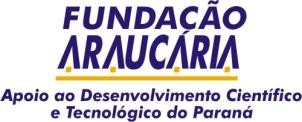 FUNDAÇÃO
ARAUCÁRIA
Apoio ao Desenvolvimento Científico
e Tecnológico do Paraná